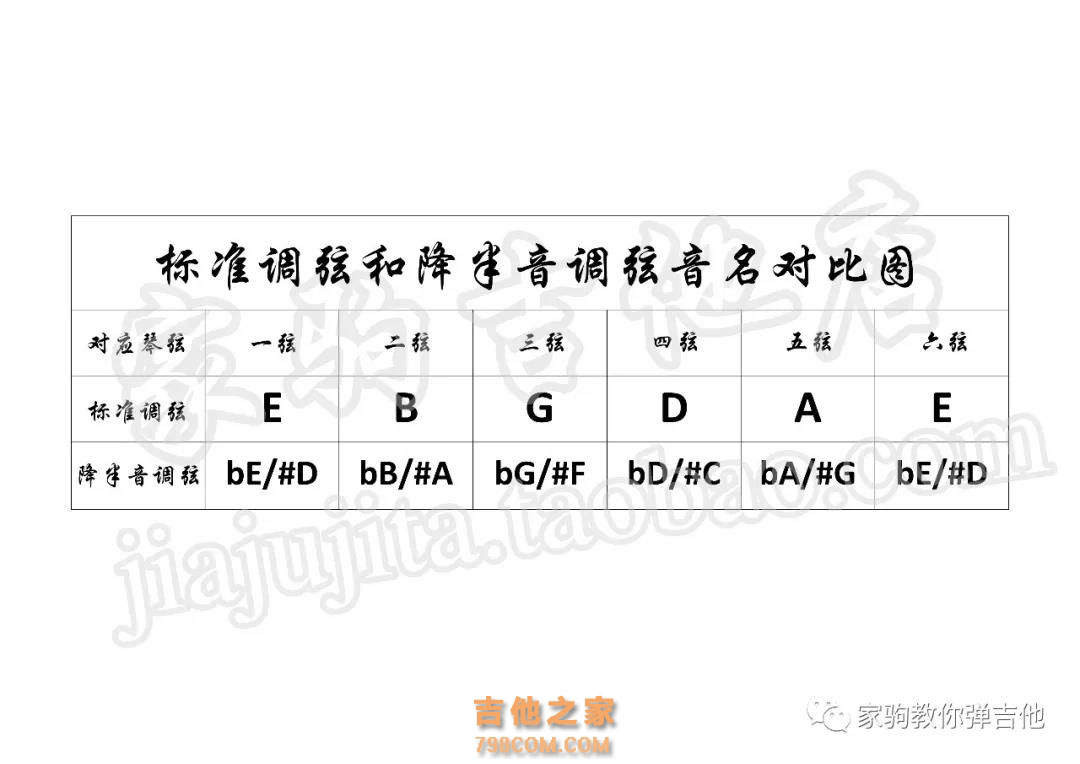 标准调弦和降半音调弦音名对比图
对应琴弦 一弦 二弦 三弦 四弦 五弦 六弦
标准调弦 E B G D A E
降半音调弦 bE/#D bB/#A bG/#F bD/#C bA/#G bE/#D
家驹吉他店
jiajujita.taobao.com
吉他之家
798COM.COM
家驹教你弹吉他